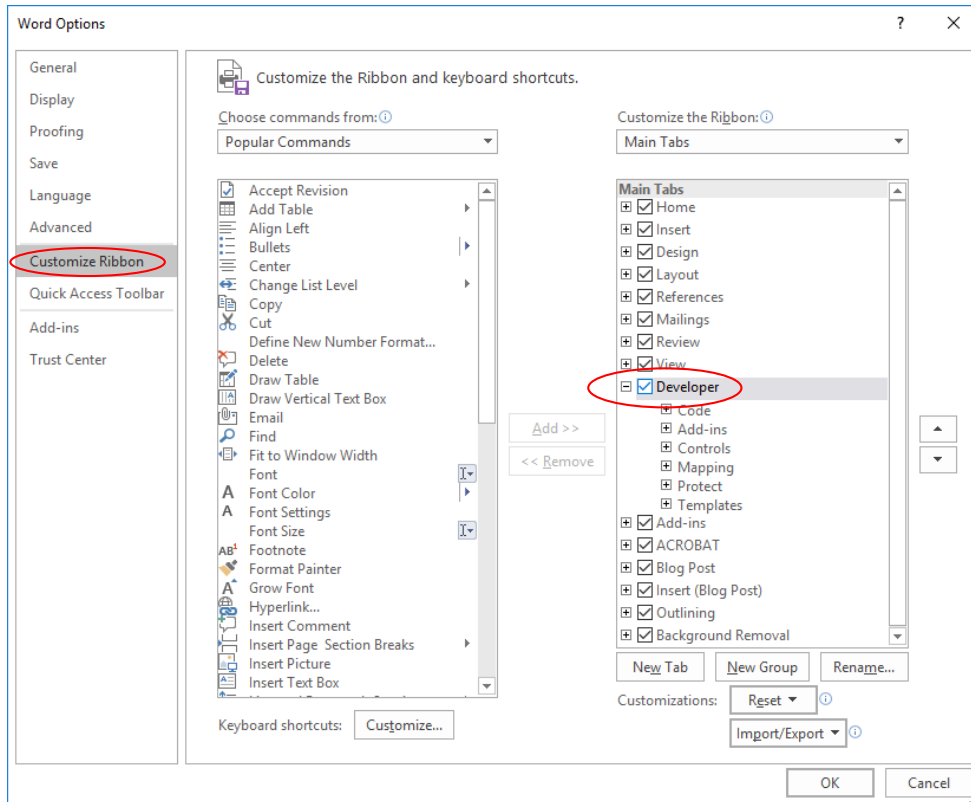 Word Options
?
General
Display
Proofing
Save
Language
Advanced
Customize Ribbon
Quick Access Toolbar
Add-ins
Trust Center
Customize the Ribbon and keyboard shortcuts.
Choose commands from:
Popular Commands
Accept Revision
Add Table
Align Left
Bullets
Center
Change List Level
Copy
Cut
Define New Number Format...
Delete
Draw Table
Draw Vertical Text Box
Email
Find
Fit to Window Width
Font
Font Color
Font Settings
Font Size
Footnote
Format Painter
Grow Font
Hyperlink...
Insert Comment
Insert Page Section Breaks
Insert Picture
Insert Text Box
Keyboard shortcuts: Customize...
Add >>
<< Remove
Customize the Ribbon:
Main Tabs
Main Tabs
Home
Insert
Design
Layout
References
Mailings
Review
View
Developer
Code
Add-ins
Controls
Mapping
Protect
Templates
Add-ins
ACROBAT
Blog Post
Insert (Blog Post)
Outlining
Background Removal
New Tab New Group Rename...
Customizations: Reset
Import/Export
OK Cancel